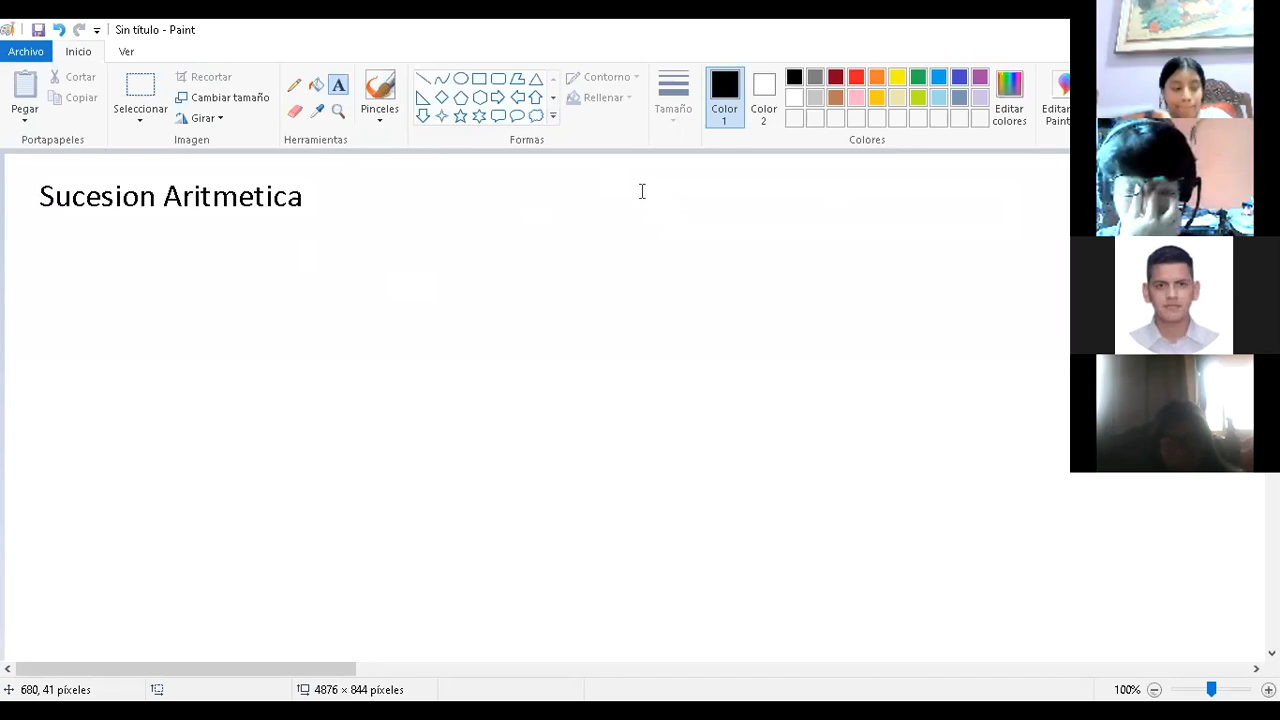 Sin título - Paint
Archivo Inicio Ver
Pegar
Cortar
Copiar
Portapapeles
Seleccionar
Recortar
Cambiar tamaño
Girar
Imagen
A
Herramientas
Pinceles
Contorno
Rellenar
Formas
Tamaño
Color
1
Color
2
Editar
colores
Editar
Paint
Colores
Sucesion Aritmetica
680, 41 píxeles
4876 × 844 píxeles
100%